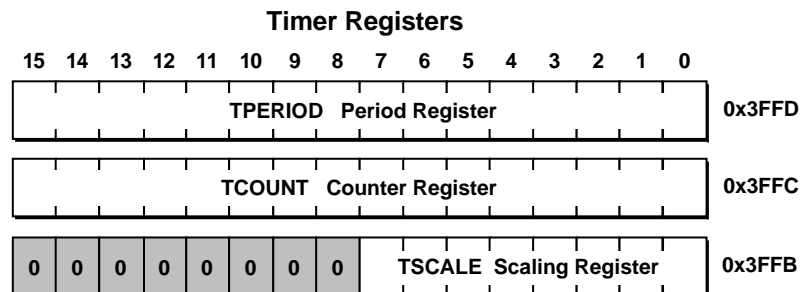 Timer Registers
15 14 13 12 11 10 9 8 7 6 5 4 3 2 1 0
TPERIOD Period Register 0x3FFD
TCOUNT Counter Register 0x3FFC
0 0 0 0 0 0 0 0 TSCALE Scaling Register 0x3FFB